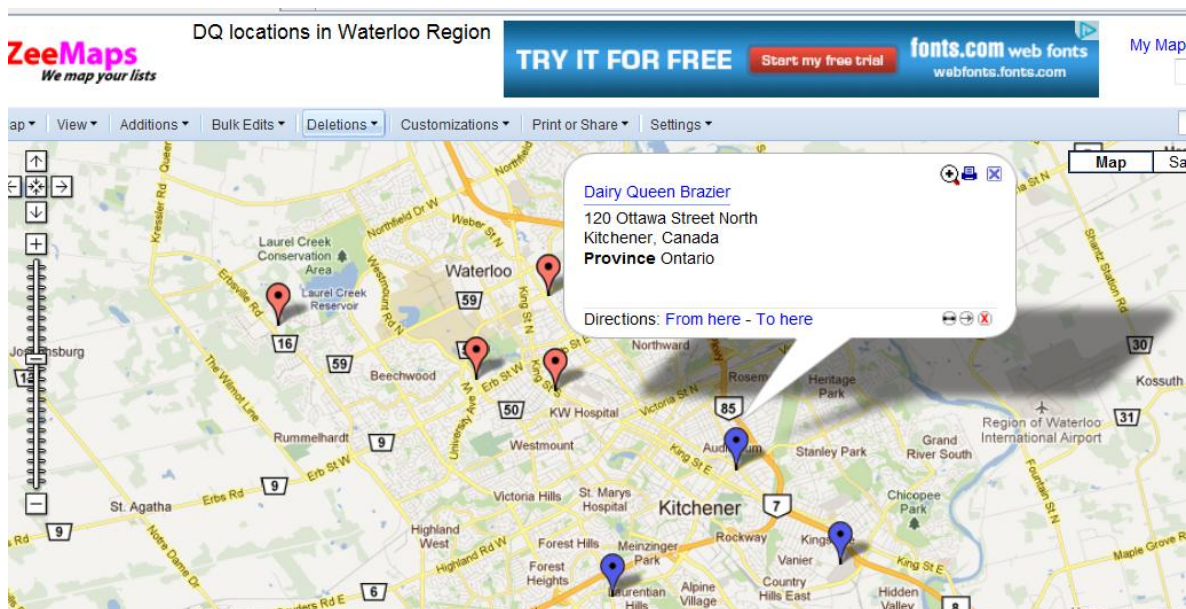 DQ locations in Waterloo Region
ZeeMaps
We map your lists
TRY IT FOR FREE
Start my free trial
fonts.com web fonts
webfonts.fonts.com
My Map
ap View Additions Bulk Edits Deletions Customizations Print or Share Settings
Map Sa
Dairy Queen Brazier
120 Ottawa Street North
Kitchener, Canada
Province Ontario
Directions: From here - To here
Kressler Rd
Queen
Northfield Dr W
Northfield
Weber St N
Laurel Creek
Conservation
Area
Laurel Creek
Reservoir
Waterloo
59
King St N
Erbsville Rd
Westmount Rd N
16
59
Beechwood
Erb St W
King St S
University Ave
The Wilmot Line
50
KW Hospital
Victoria St N
Northward
85
Heritage
Park
Shantz Station Rd
30
Kossuth
31
Region of Waterloo
International Airport
Rummelhardt
9
Westmount
King St E
Stanley Park
Grand
River South
Fountain St N
Erb St W
9
Erbs Rd
St. Agatha
Victoria Hills
St. Marys
Hospital
Kitchener
7
Chicopee
Park
9
Notre Dame Dr
Highland
West
Highland Rd W
Forest Hills
Meinzinger
Park
Rockway
Vanier
King St E
Maple Grove R
Forest
Heights
Alpine
Village
Country
Hills East
Hidden
Valley
6
8